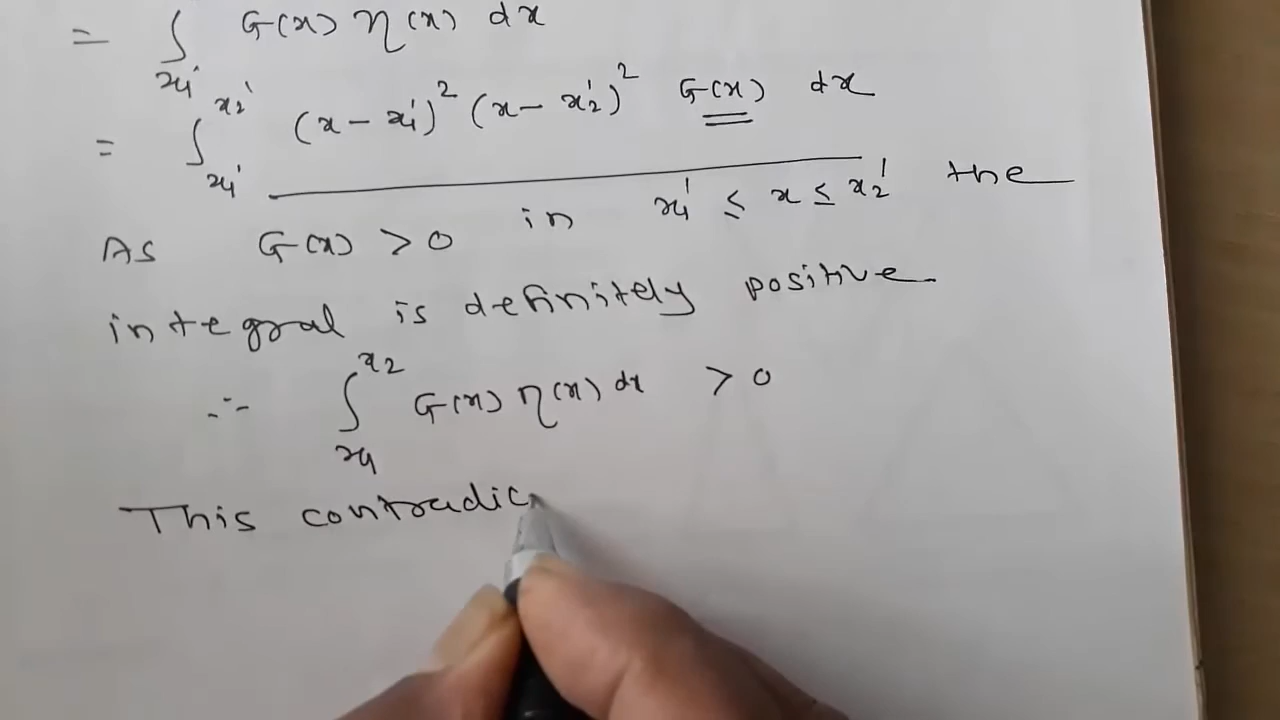 = ∫_{x₁'} G(x) η(x) dx
= ∫_{x₁'}^{x₂'} (x - x₁')² (x - x₂')² G(x) dx
As G(x) > 0 in x₁' ≤ x ≤ x₂' the
integral is definitely positive
∴ ∫_{x₁}^{x₂} G(x) η(x) dx > 0
This contradic